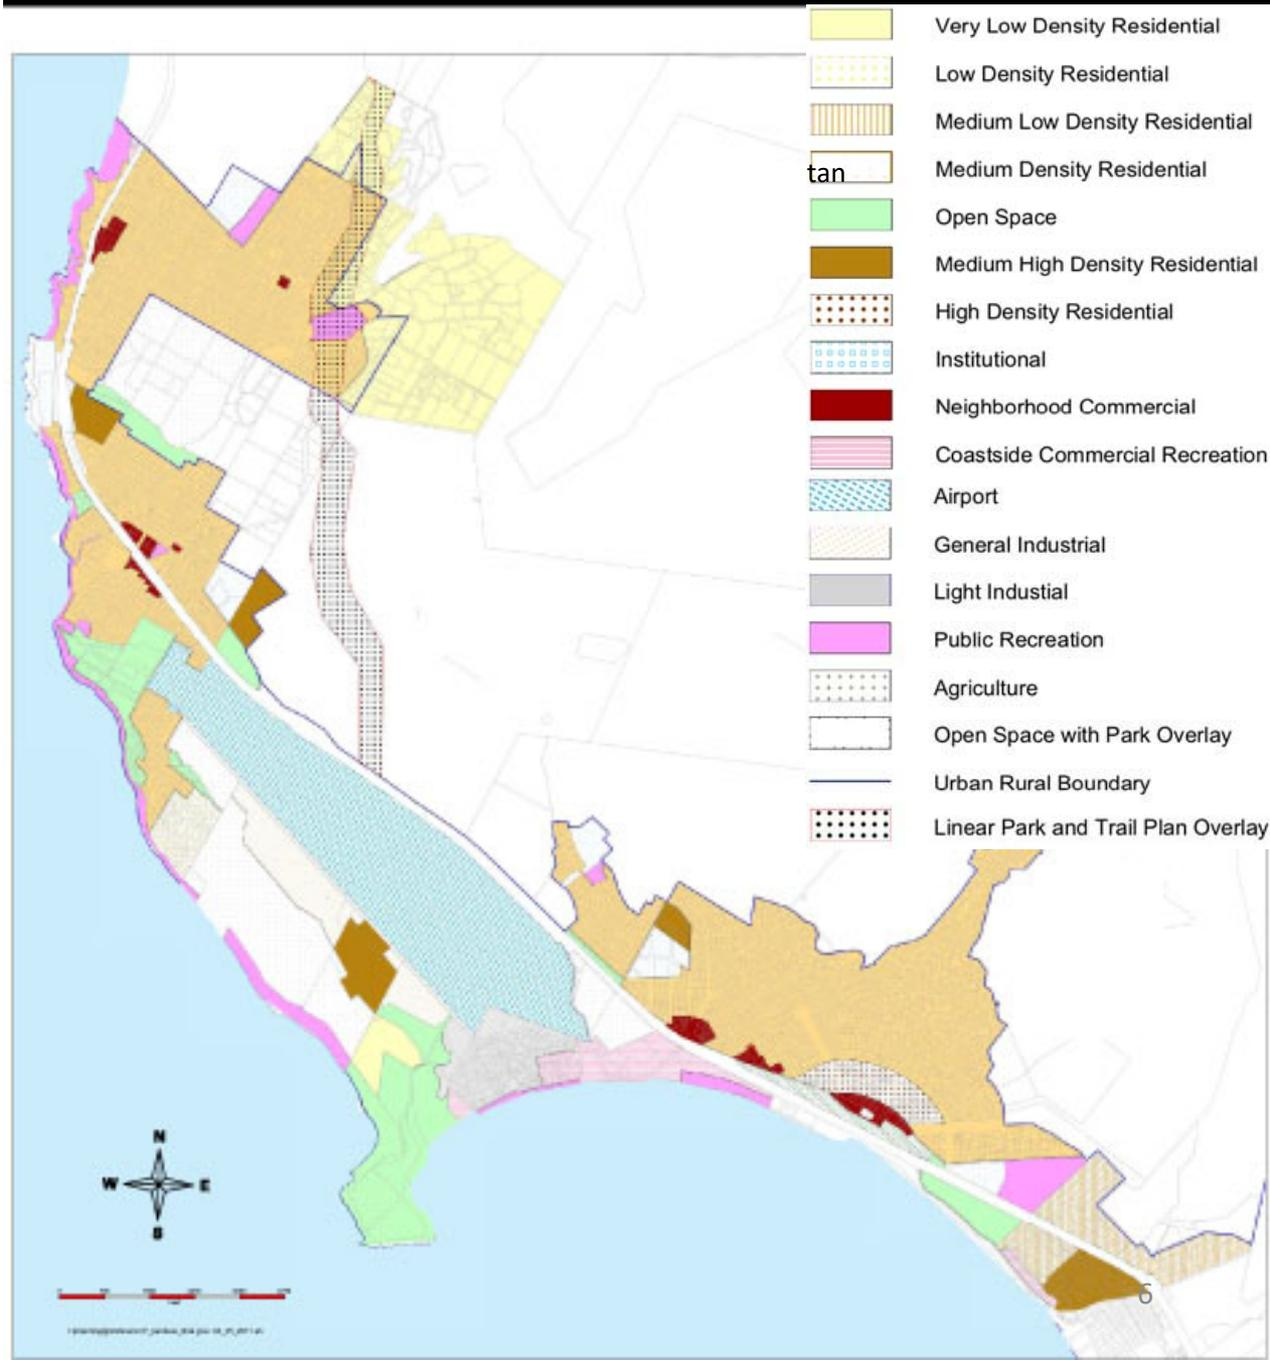 Very Low Density Residential
Low Density Residential
Medium Low Density Residential
tan
Medium Density Residential
Open Space
Medium High Density Residential
High Density Residential
Institutional
Neighborhood Commercial
Coastside Commercial Recreation
Airport
General Industrial
Light Industial
Public Recreation
Agriculture
Open Space with Park Overlay
Urban Rural Boundary
Linear Park and Trail Plan Overlay
N
W
E
S
6